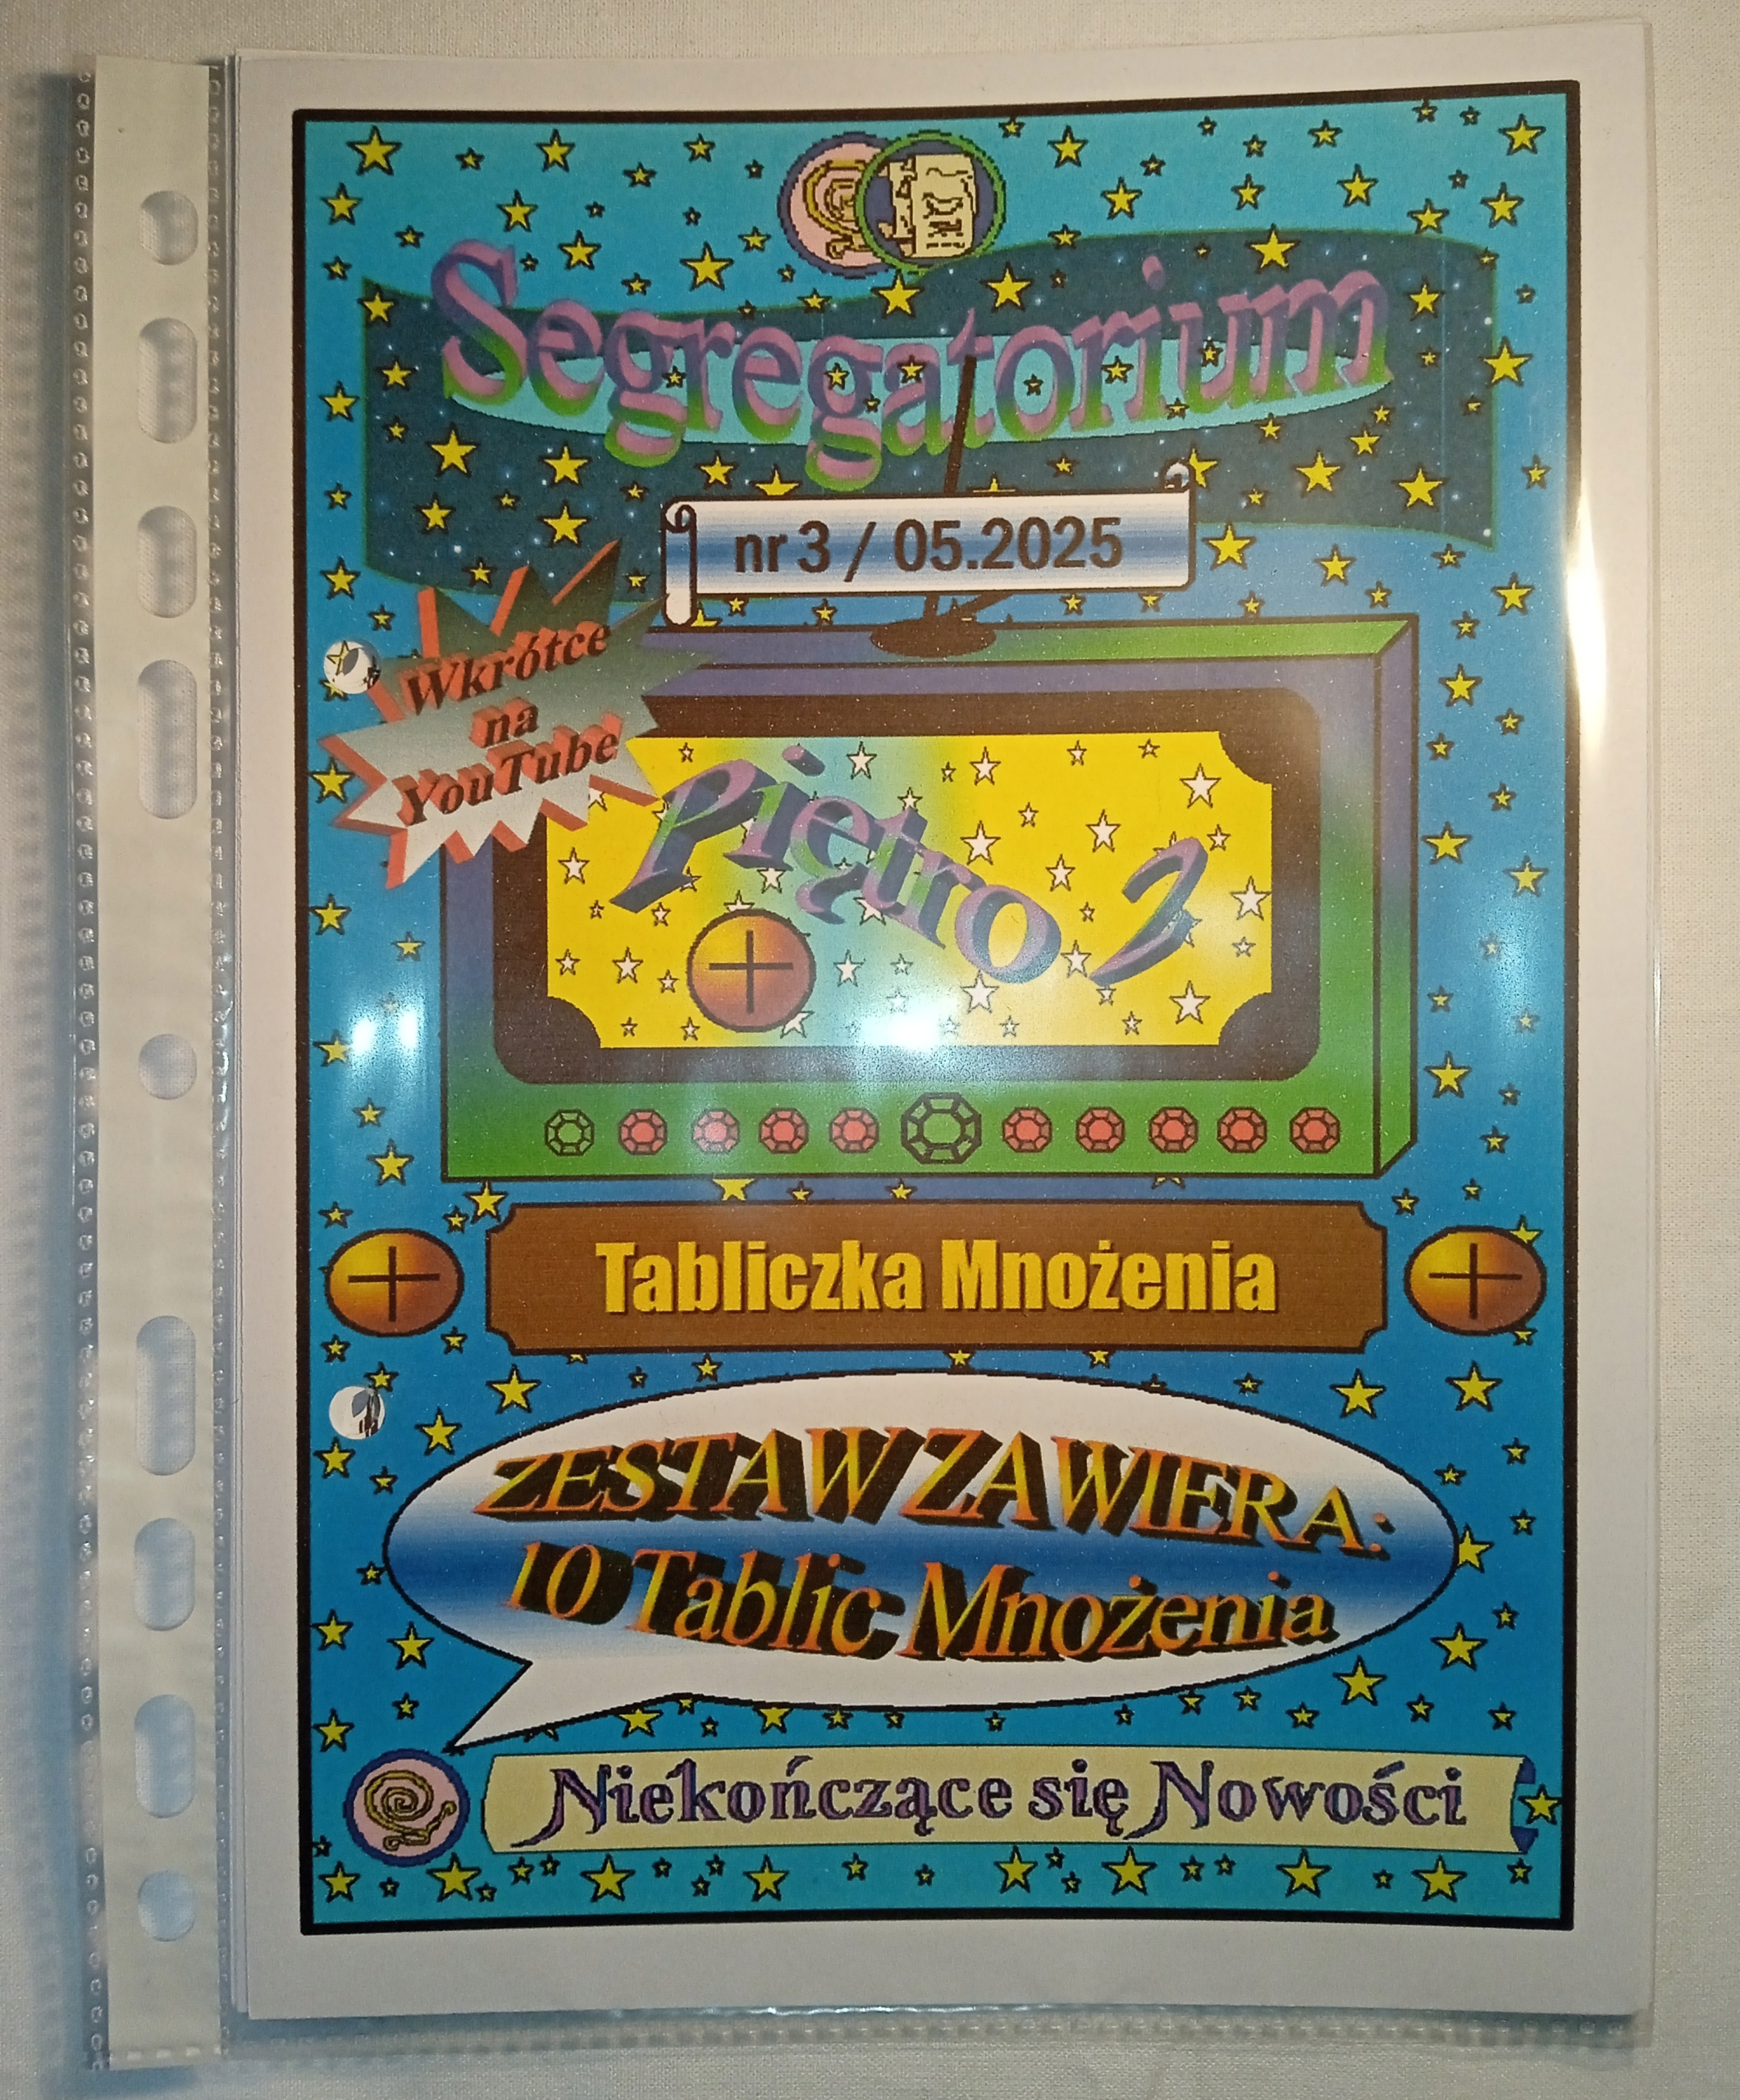 Segregatorium
nr 3 / 05.2025
Wkrótce
na
YouTube
Piętro 2
Tabliczka Mnożenia
ZESTAW ZAWIERA:
10 Tablic Mnożenia
Niekończące się Nowości